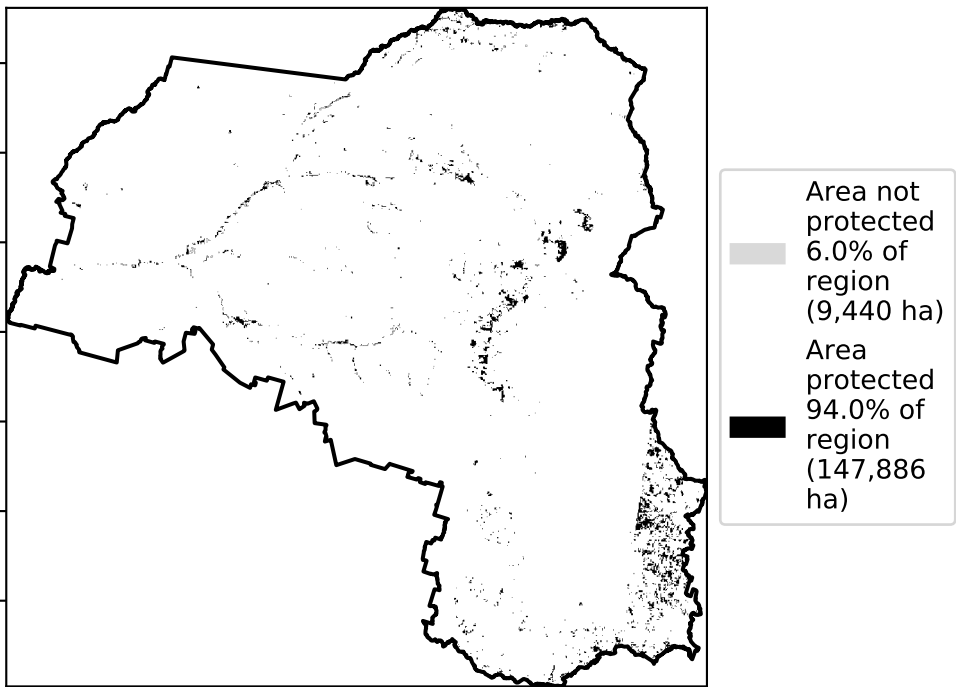 Area not
protected
6.0% of
region
(9,440 ha)
Area
protected
94.0% of
region
(147,886
ha)